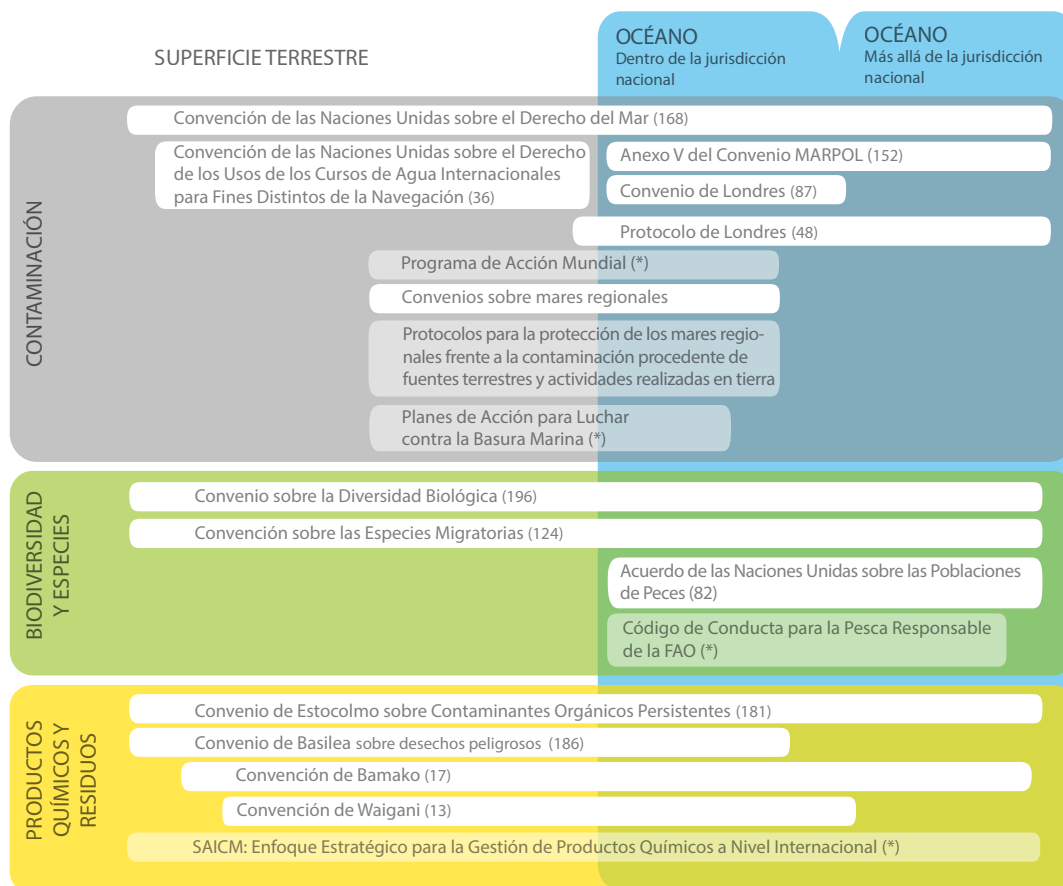 SUPERFICIE TERRESTRE
OCÉANO
Dentro de la jurisdicción
nacional
OCÉANO
Más allá de la jurisdicción
nacional
CONTAMINACIÓN
Convención de las Naciones Unidas sobre el Derecho del Mar (168)
Convención de las Naciones Unidas sobre el Derecho
de los Usos de los Cursos de Agua Internacionales
para Fines Distintos de la Navegación (36)
Anexo V del Convenio MARPOL (152)
Convenio de Londres (87)
Protocolo de Londres (48)
Programa de Acción Mundial (*)
Convenios sobre mares regionales
Protocolos para la protección de los mares regio-
nales frente a la contaminación procedente de
fuentes terrestres y actividades realizadas en tierra
Planes de Acción para Luchar
contra la Basura Marina (*)
BIODIVERSIDAD
Y ESPECIES
Convenio sobre la Diversidad Biológica (196)
Convención sobre las Especies Migratorias (124)
Acuerdo de las Naciones Unidas sobre las Poblaciones
de Peces (82)
Código de Conducta para la Pesca Responsable
de la FAO (*)
PRODUCTOS
QUÍMICOS Y
RESIDUOS
Convenio de Estocolmo sobre Contaminantes Orgánicos Persistentes (181)
Convenio de Basilea sobre desechos peligrosos (186)
Convención de Bamako (17)
Convención de Waigani (13)
SAICM: Enfoque Estratégico para la Gestión de Productos Químicos a Nivel Internacional (*)